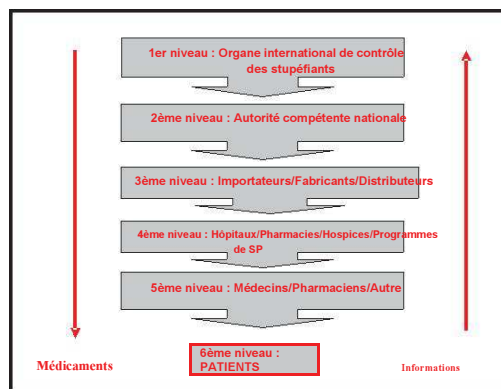 1er niveau : Organe international de contrôle
des stupéfiants
2ème niveau : Autorité compétente nationale
3ème niveau : Importateurs/Fabricants/Distributeurs
4ème niveau : Hôpitaux/Pharmacies/Hospices/Programmes
de SP
5ème niveau : Médecins/Pharmaciens/Autre
6ème niveau :
PATIENTS
Médicaments
Informations